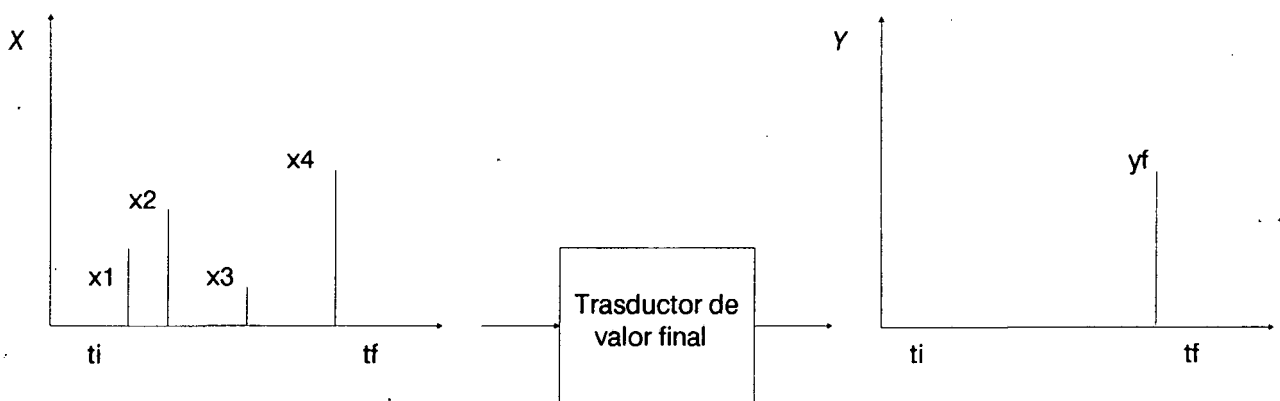 X
x1
x2
x3
x4
ti
tf
Trasductor de
valor final
Y
yf
ti
tf